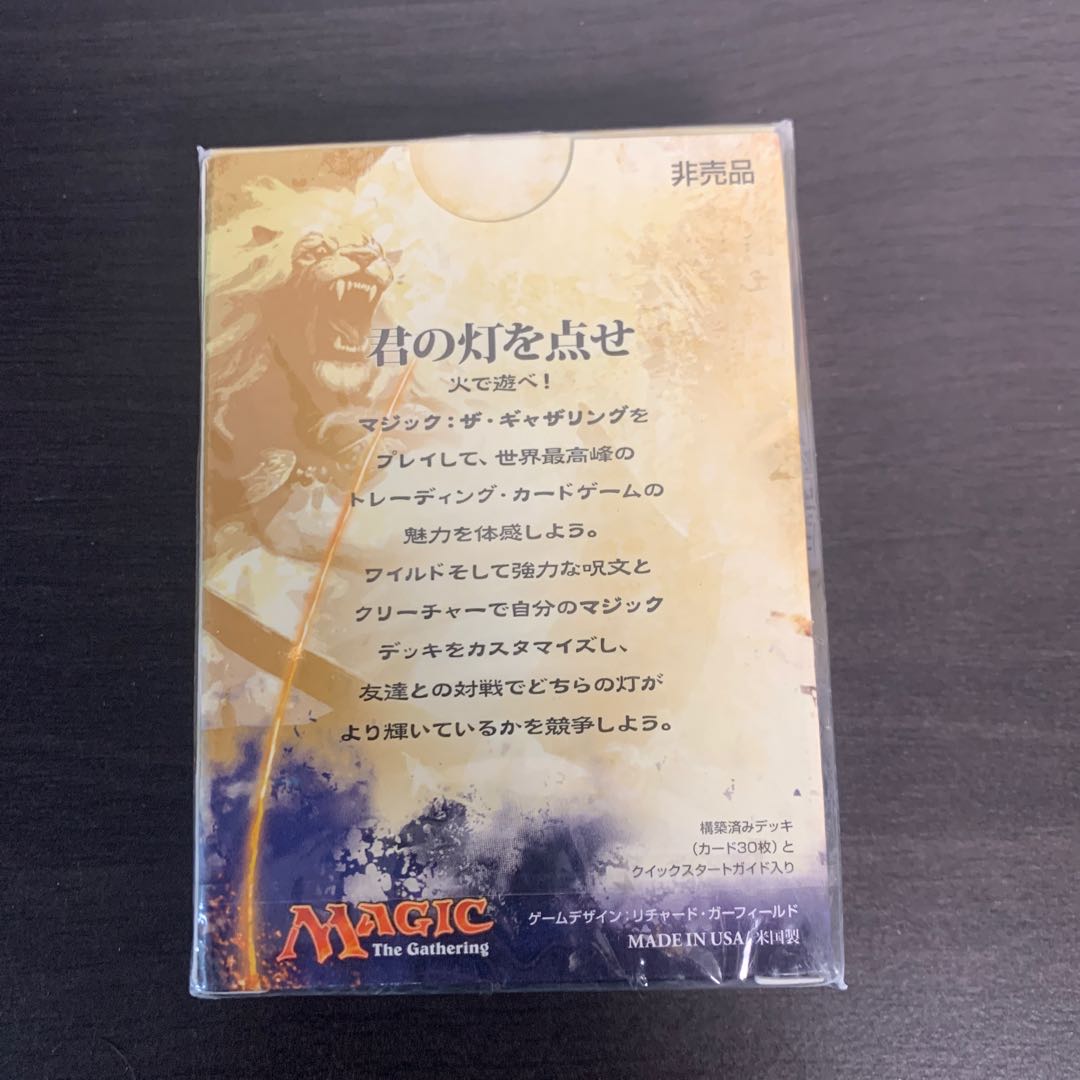 非売品
君の灯を点せ
火で遊べ！
マジック：ザ・ギャザリングを
プレイして、世界最高峰の
トレーディング・カードゲームの
魅力を体感しよう。
ワイルドそして強力な呪文と
クリーチャーで自分のマジック
デッキをカスタマイズし、
友達との対戦でどちらの灯が
より輝いているかを競争しよう。
構築済みデッキ
（カード30枚）と
クイックスタートガイド入り
MAGIC
The Gathering
ゲームデザイン：リチャード・ガーフィールド
MADE IN USA/米国製